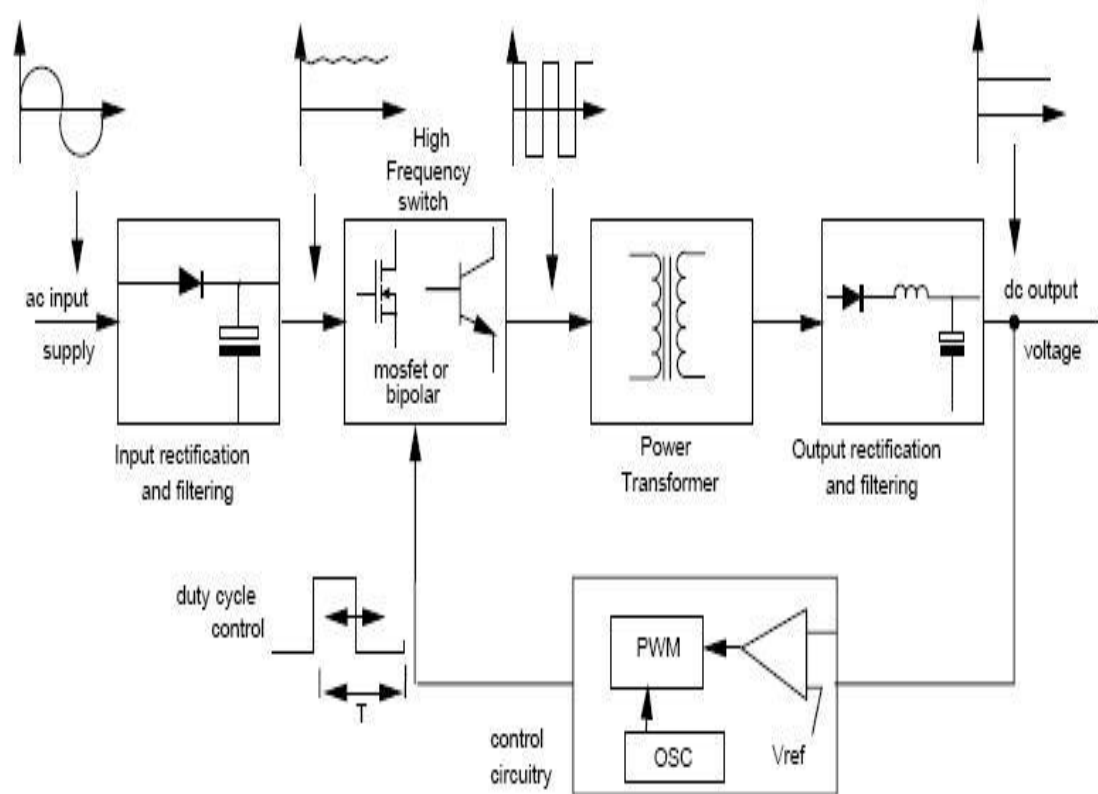 High
Frequency
switch
ac input
supply
mosfet or
bipolar
dc output
voltage
Input rectification
and filtering
Power
Transformer
Output rectification
and filtering
duty cycle
control
T
PWM
OSC
Vref
control
circuitry